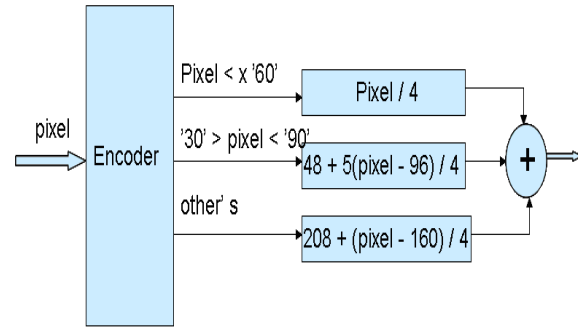 pixel
Encoder
Pixel < x '60'
Pixel / 4
'30' > pixel < '90'
48 + 5(pixel - 96) / 4
other' s
208 + (pixel - 160) / 4
+